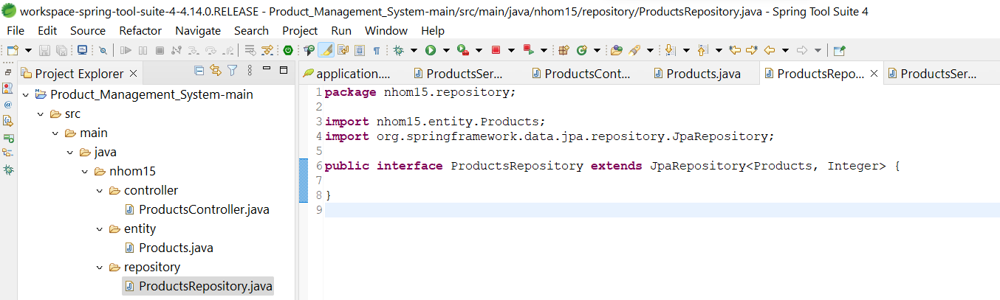 workspace-spring-tool-suite-4-4.14.0.RELEASE - Product_Management_System-main/src/main/java/nhom15/repository/ProductsRepository.java - Spring Tool Suite 4
File Edit Source Refactor Navigate Search Project Run Window Help
Project Explorer
application....
ProductsSer...
ProductsCont...
Products.java
ProductsRepo...
ProductsSer...
Product_Management_System-main
src
main
java
nhom15
controller
ProductsController.java
entity
Products.java
repository
ProductsRepository.java
1 package nhom15.repository;
2
3 import nhom15.entity.Products;
4 import org.springframework.data.jpa.repository.JpaRepository;
5
6 public interface ProductsRepository extends JpaRepository<Products, Integer> {
7
8 }
9